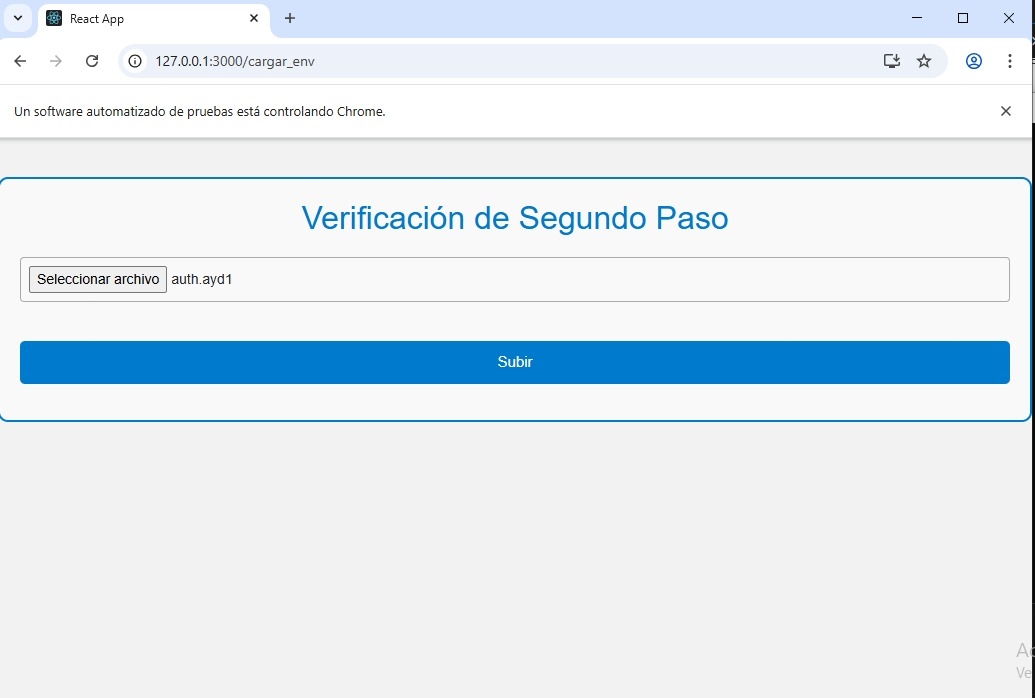 React App
127.0.0.1:3000/cargar_env
Un software automatizado de pruebas está controlando Chrome.
Verificación de Segundo Paso
Seleccionar archivo auth.ayd1
Subir